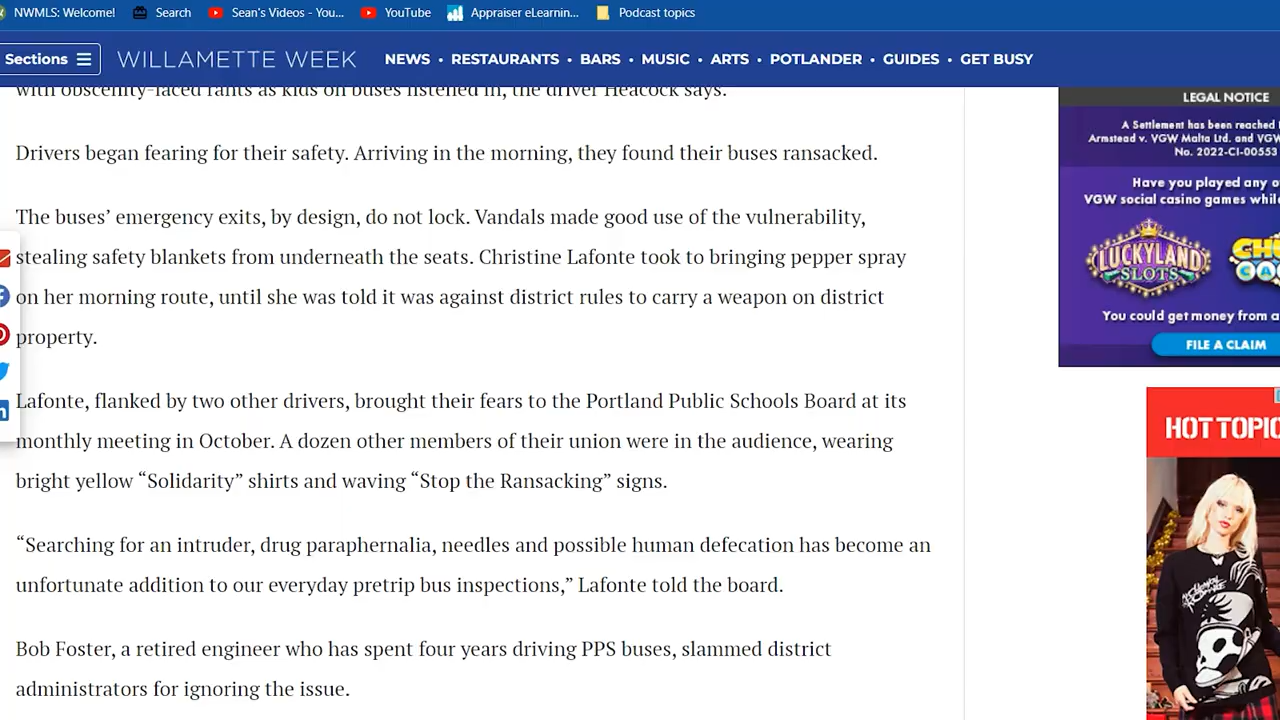 NWMLS: Welcome!
Search
Sean's Videos - You...
YouTube
Appraiser eLearnin...
Podcast topics
Sections
WILLAMETTE WEEK
NEWS • RESTAURANTS • BARS • MUSIC • ARTS • POTLANDER • GUIDES • GET BUSY
with obscenity-laced rants as kids on buses listened in, the driver Heacock says.
Drivers began fearing for their safety. Arriving in the morning, they found their buses ransacked.
The buses’ emergency exits, by design, do not lock. Vandals made good use of the vulnerability,
stealing safety blankets from underneath the seats. Christine Lafonte took to bringing pepper spray
on her morning route, until she was told it was against district rules to carry a weapon on district
property.
Lafonte, flanked by two other drivers, brought their fears to the Portland Public Schools Board at its
monthly meeting in October. A dozen other members of their union were in the audience, wearing
bright yellow “Solidarity” shirts and waving “Stop the Ransacking” signs.
“Searching for an intruder, drug paraphernalia, needles and possible human defecation has become an
unfortunate addition to our everyday pretrip bus inspections,” Lafonte told the board.
Bob Foster, a retired engineer who has spent four years driving PPS buses, slammed district
administrators for ignoring the issue.
LEGAL NOTICE
A Settlement has been reached
Armstead v. VGW Malta Ltd. and VGW
No. 2022-CI-00553
Have you played any o
VGW social casino games while
LUCKYLAND
SLOTS
CH
CA
You could get money from a
FILE A CLAIM
HOT TOPIC